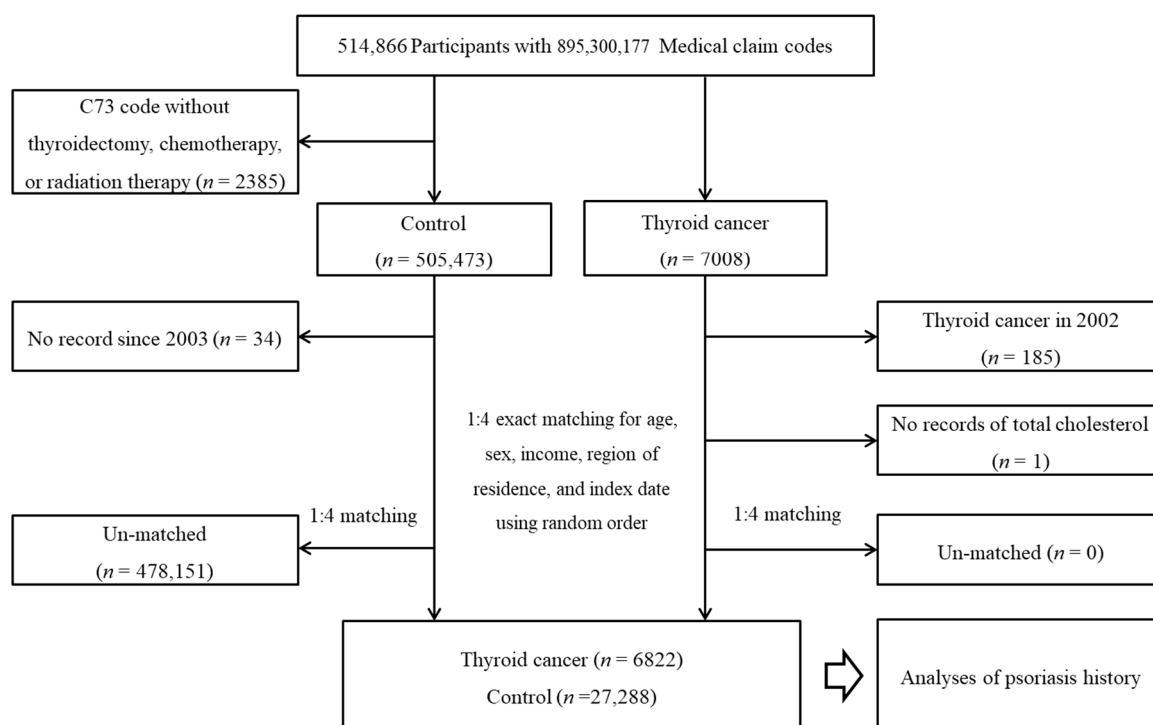 514,866 Participants with 895,300,177 Medical claim codes
C73 code without
thyroidectomy, chemotherapy,
or radiation therapy (n = 2385)
Control
(n = 505,473)
Thyroid cancer
(n = 7008)
No record since 2003 (n = 34)
Thyroid cancer in 2002
(n = 185)
No records of total cholesterol
(n = 1)
1:4 exact matching for age,
sex, income, region of
residence, and index date
using random order
1:4 matching
Un-matched
(n = 478,151)
1:4 matching
Un-matched (n = 0)
Thyroid cancer (n = 6822)
Control (n =27,288)
Analyses of psoriasis history